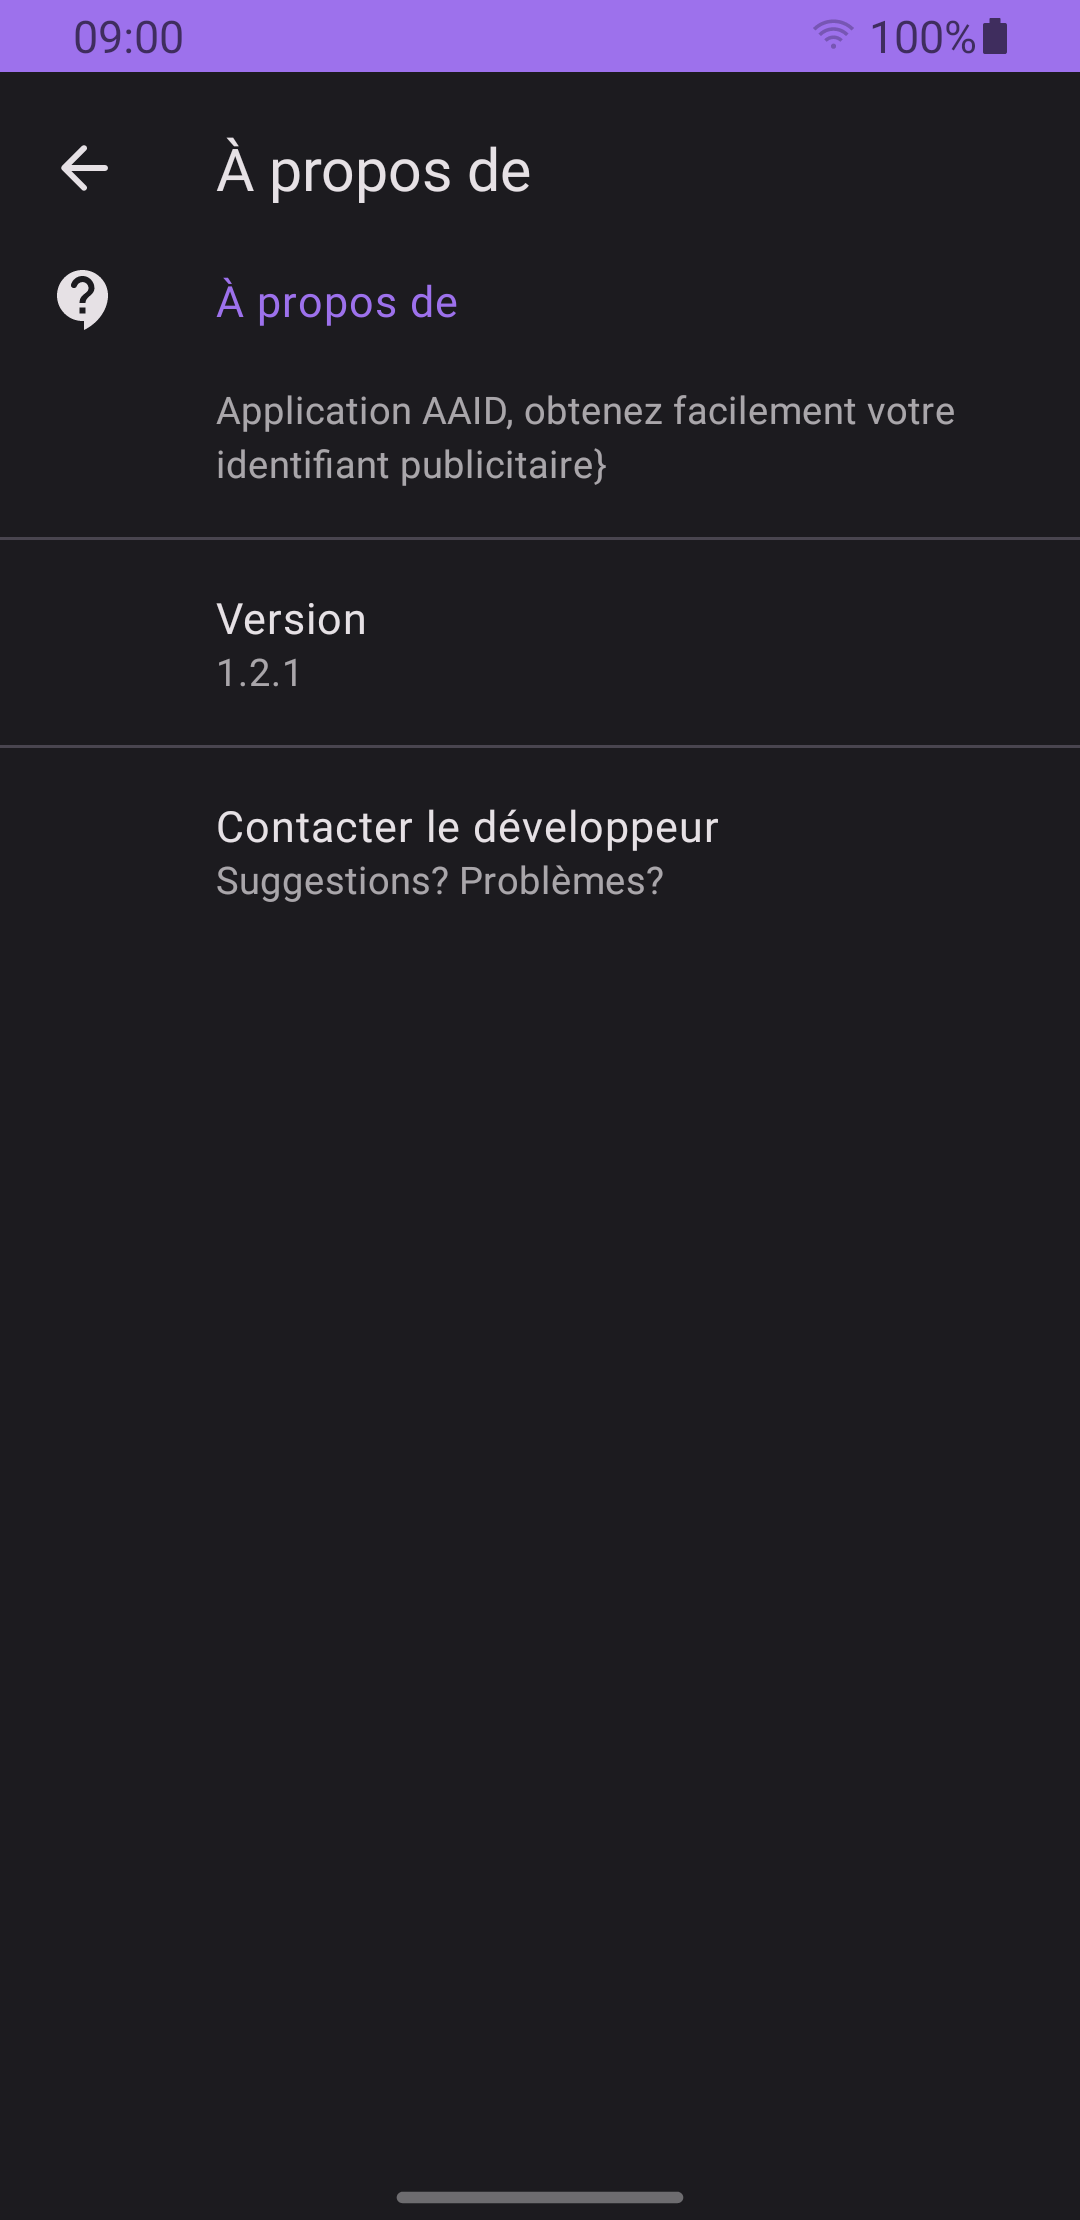 09:00
100%
À propos de
À propos de
Application AAID, obtenez facilement votre
identifiant publicitaire}
Version
1.2.1
Contacter le développeur
Suggestions? Problèmes?